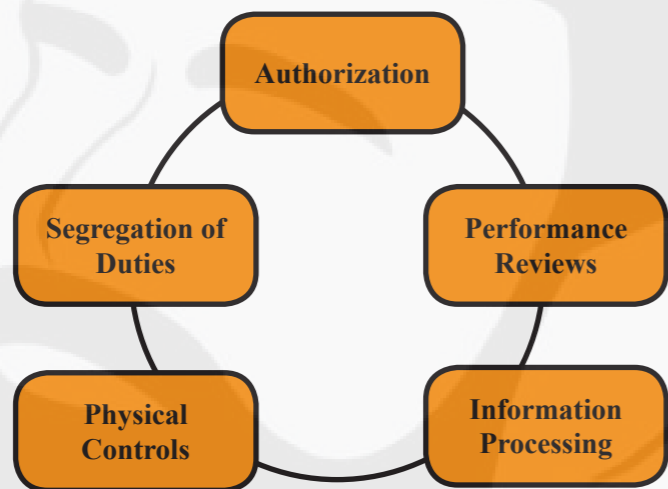 Authorization
Segregation of
Duties
Performance
Reviews
Physical
Controls
Information
Processing